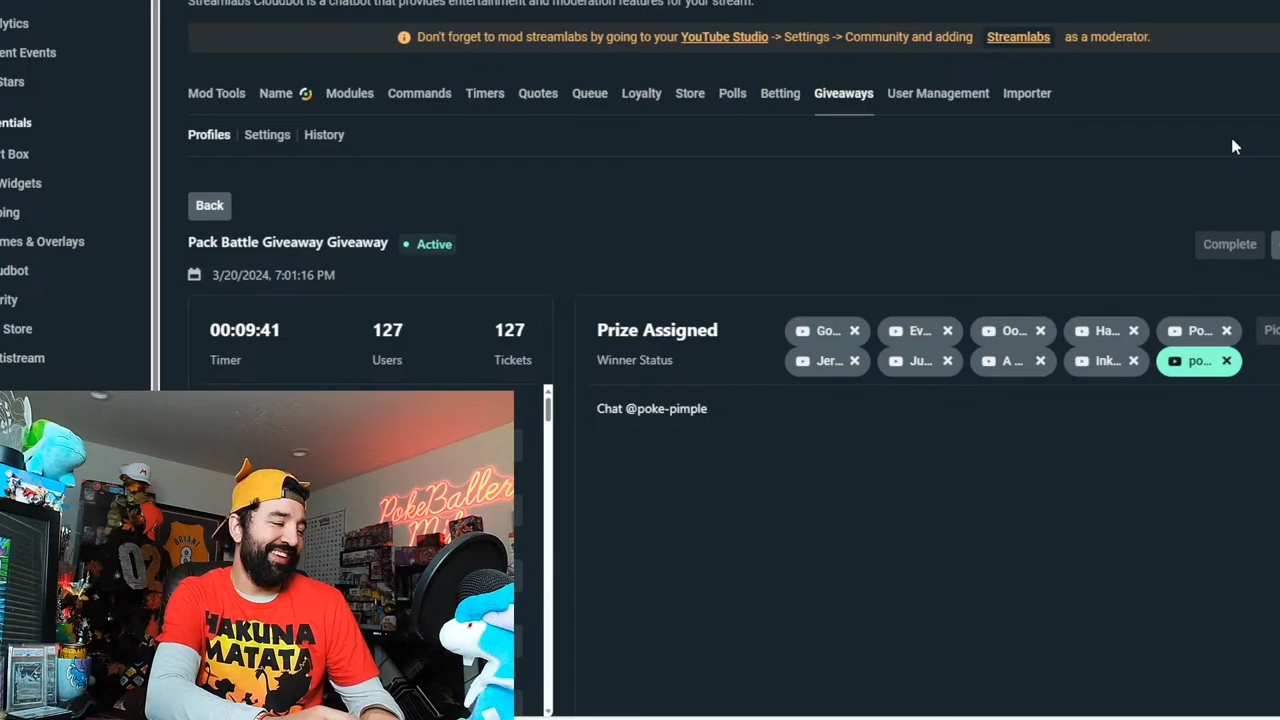 Streamlabs Cloudbot is a chatbot that provides entertainment and moderation features for your stream.
lytics
Don't forget to mod streamlabs by going to your YouTube Studio -> Settings -> Community and adding Streamlabs as a moderator.
ent Events
Stars
Mod Tools Name Modules Commands Timers Quotes Queue Loyalty Store Polls Betting Giveaways User Management Importer
entials
Profiles Settings History
t Box
Widgets
Back
ping
mes & Overlays
Pack Battle Giveaway Giveaway Active
Complete
udbot
3/20/2024, 7:01:16 PM
rity
Store
00:09:41 127 127
Timer Users Tickets
Prize Assigned
Winner Status
Go... Ev... Oo... Ha... Po... Pic
Jer... Ju... A ... Ink... po...
tistream
Chat @poke-pimple
PokeBaller
BRYANT
8
02
HAKUNA
MATATA